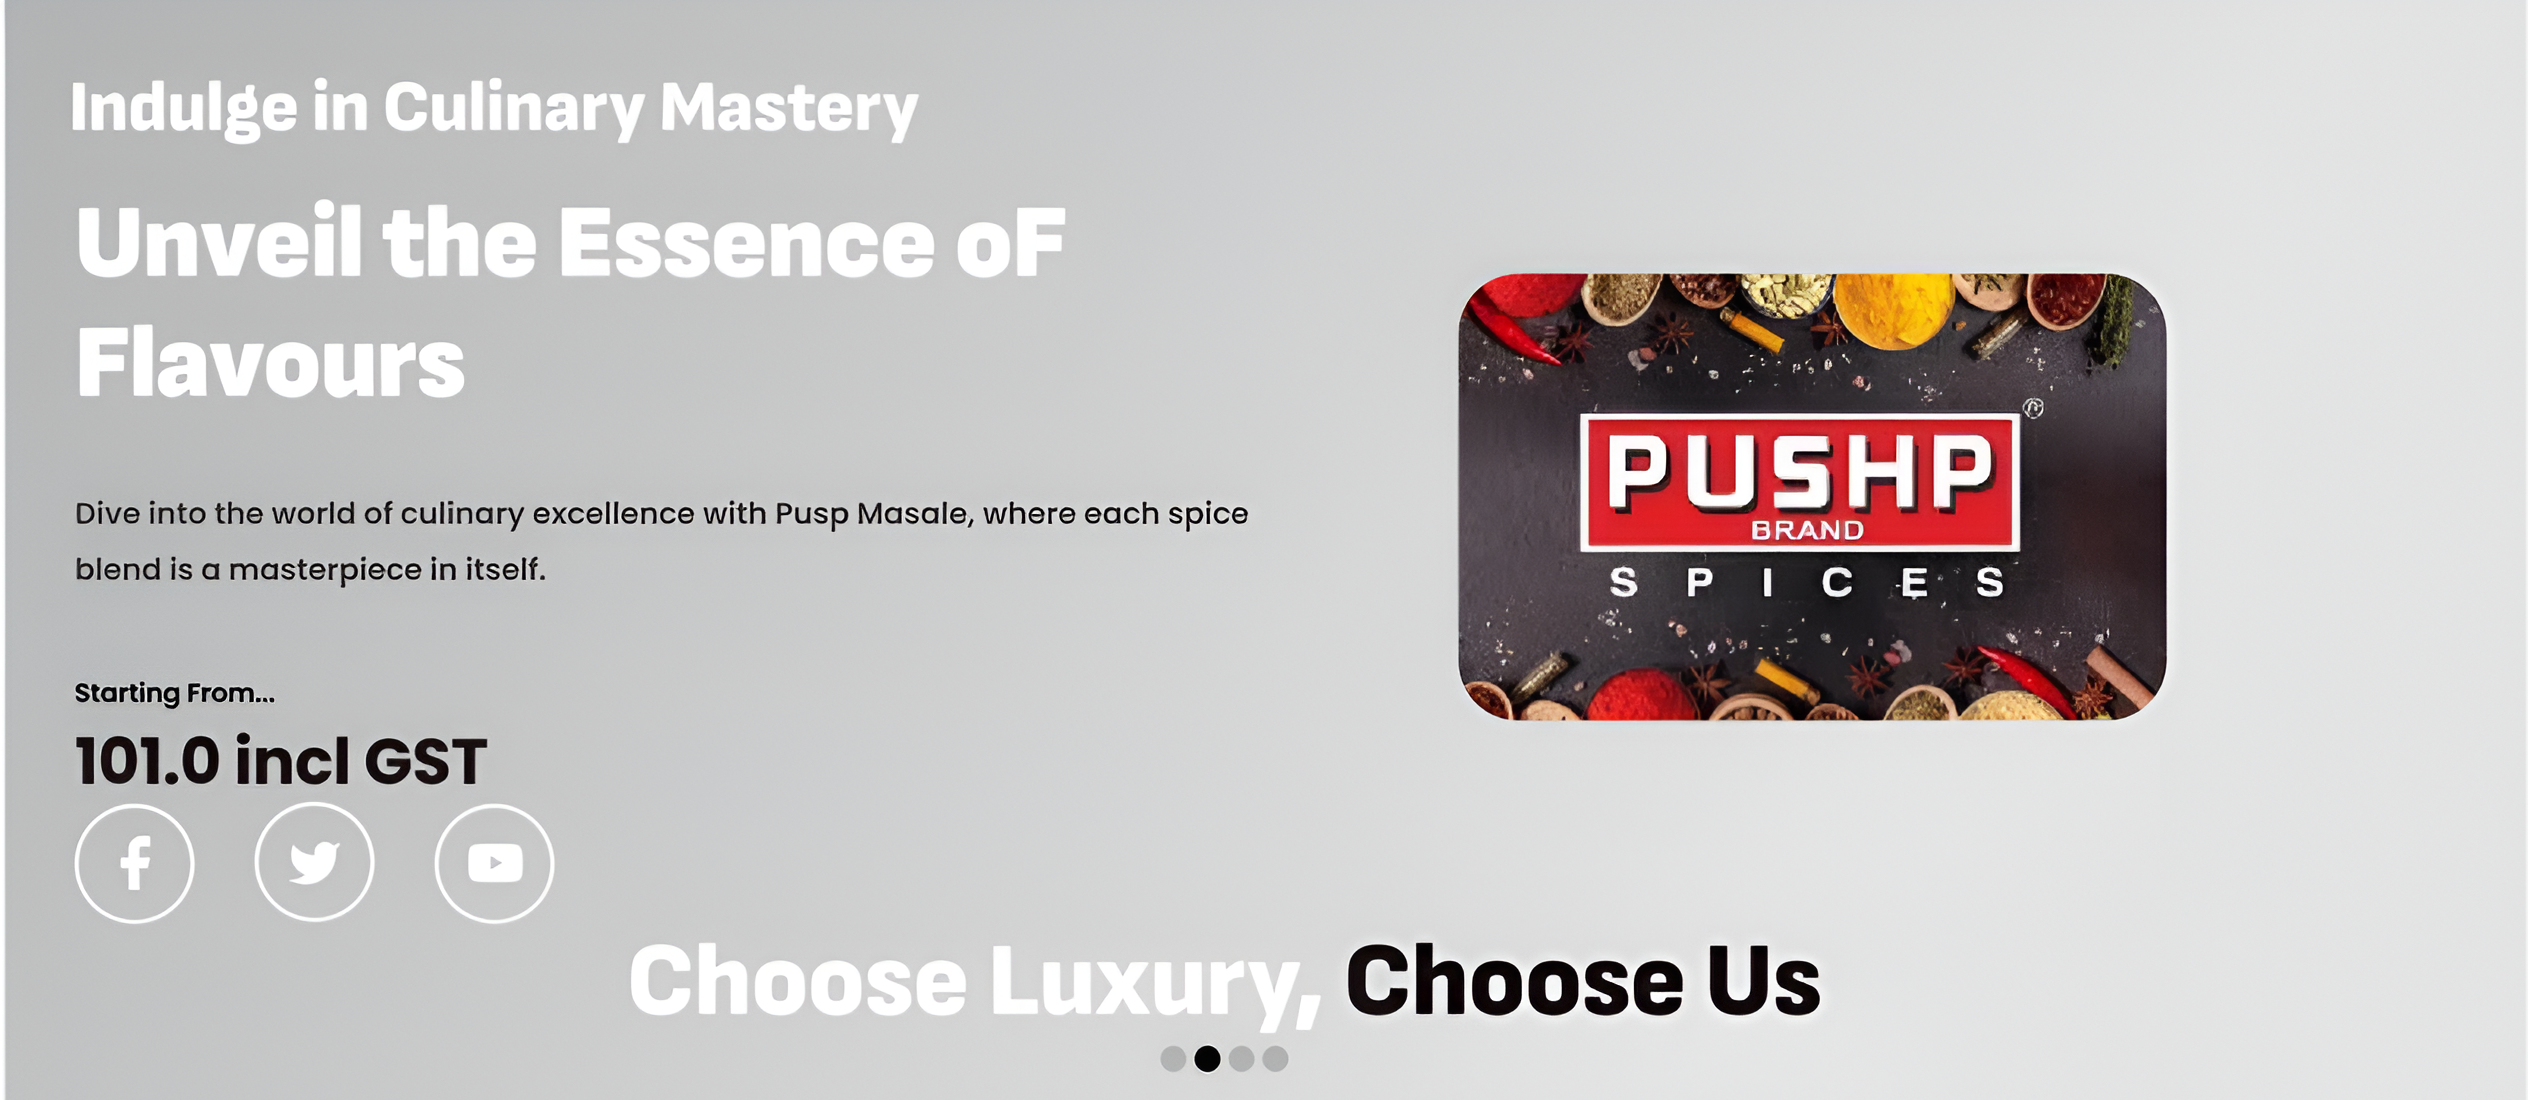 Indulge in Culinary Mastery
Unveil the Essence oF
Flavours
Dive into the world of culinary excellence with Pusp Masale, where each spice
blend is a masterpiece in itself.
Starting From...
101.0 incl GST
PUSHP
®
BRAND
SPICES
Choose Luxury, Choose Us